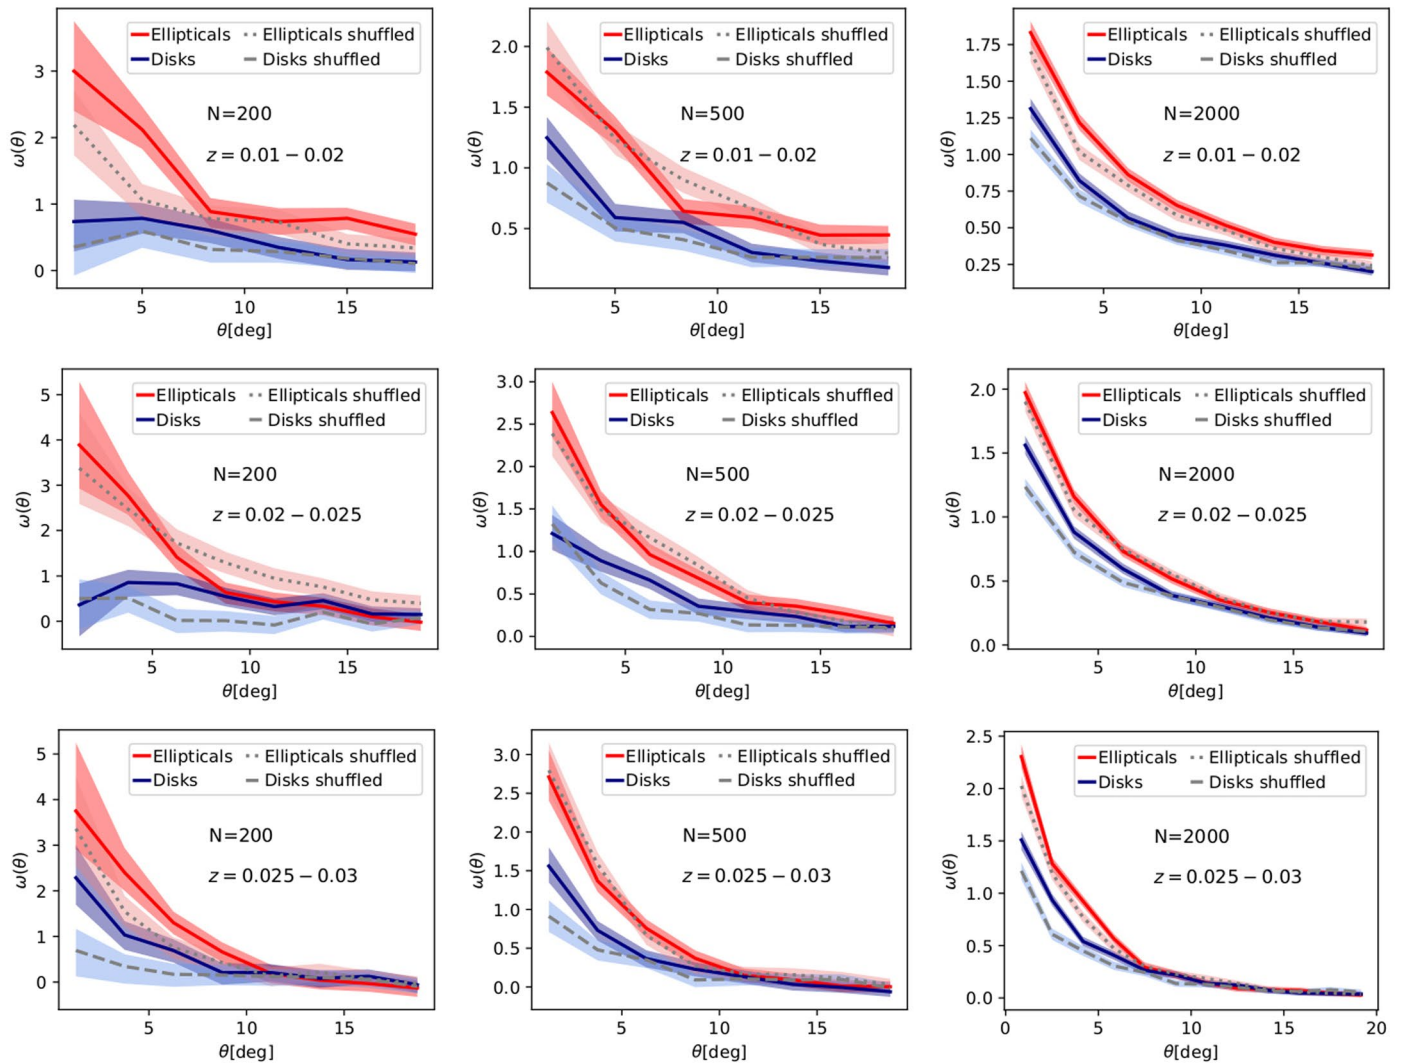 Ellipticals Ellipticals shuffled
Disks Disks shuffled
N=200
z = 0.01 − 0.02
ω(θ)
3
2
1
0
5 10 15
θ[deg]
Ellipticals Ellipticals shuffled
Disks Disks shuffled
N=500
z = 0.01 − 0.02
ω(θ)
2.0
1.5
1.0
0.5
5 10 15
θ[deg]
Ellipticals Ellipticals shuffled
Disks Disks shuffled
N=2000
z = 0.01 − 0.02
ω(θ)
1.75
1.50
1.25
1.00
0.75
0.50
0.25
5 10 15
θ[deg]
Ellipticals Ellipticals shuffled
Disks Disks shuffled
N=200
z = 0.02 − 0.025
ω(θ)
5
4
3
2
1
0
5 10 15
θ[deg]
Ellipticals Ellipticals shuffled
Disks Disks shuffled
N=500
z = 0.02 − 0.025
ω(θ)
3.0
2.5
2.0
1.5
1.0
0.5
0.0
5 10 15
θ[deg]
Ellipticals Ellipticals shuffled
Disks Disks shuffled
N=2000
z = 0.02 − 0.025
ω(θ)
2.0
1.5
1.0
0.5
0.0
5 10 15
θ[deg]
Ellipticals Ellipticals shuffled
Disks Disks shuffled
N=200
z = 0.025 − 0.03
ω(θ)
5
4
3
2
1
0
5 10 15
θ[deg]
Ellipticals Ellipticals shuffled
Disks Disks shuffled
N=500
z = 0.025 − 0.03
ω(θ)
3.0
2.5
2.0
1.5
1.0
0.5
0.0
5 10 15
θ[deg]
Ellipticals Ellipticals shuffled
Disks Disks shuffled
N=2000
z = 0.025 − 0.03
ω(θ)
2.5
2.0
1.5
1.0
0.5
0.0
0 5 10 15 20
θ[deg]